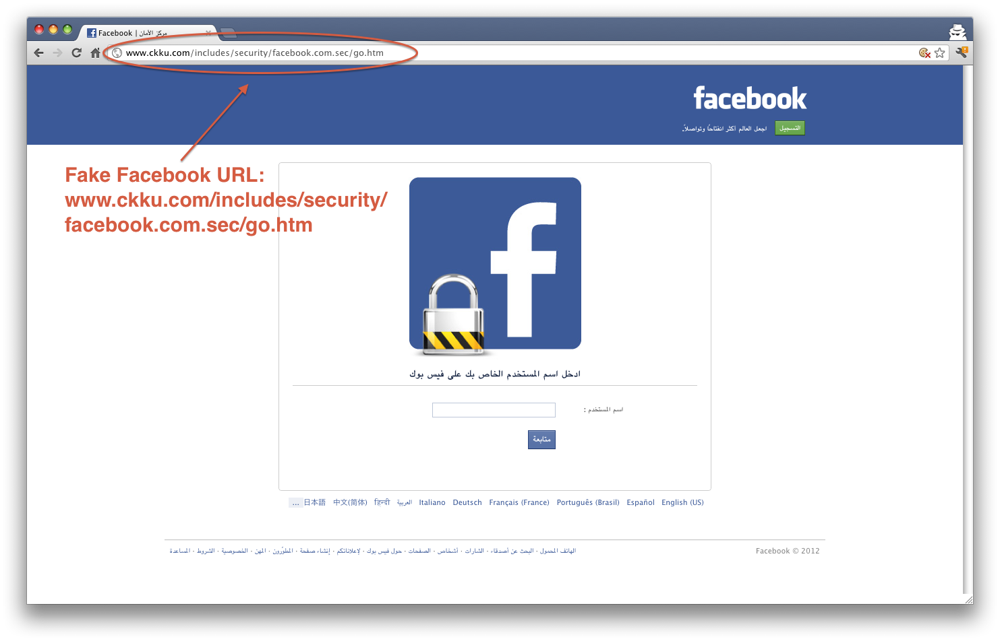 Facebook | مركز الأمان
www.ckku.com/includes/security/facebook.com.sec/go.htm
facebook
التسجيل اجعل العالم أكثر انفتاحًا وتواصلاً.
Fake Facebook URL:
www.ckku.com/includes/security/
facebook.com.sec/go.htm
ادخل اسم المستخدم الخاص بك على فيس بوك
اسم المستخدم :
متابعة
English (US) Español Português (Brasil) Français (France) Deutsch Italiano العربية हिन्दी 中文(简体) 日本語 ...
Facebook © 2012
الهاتف المحمول · البحث عن أصدقاء · الشارات · أشخاص · الصفحات · حول فيس بوك · لإعلاناتكم · إنشاء صفحة · المطوّرون · المهن · الخصوصية · الشروط · المساعدة